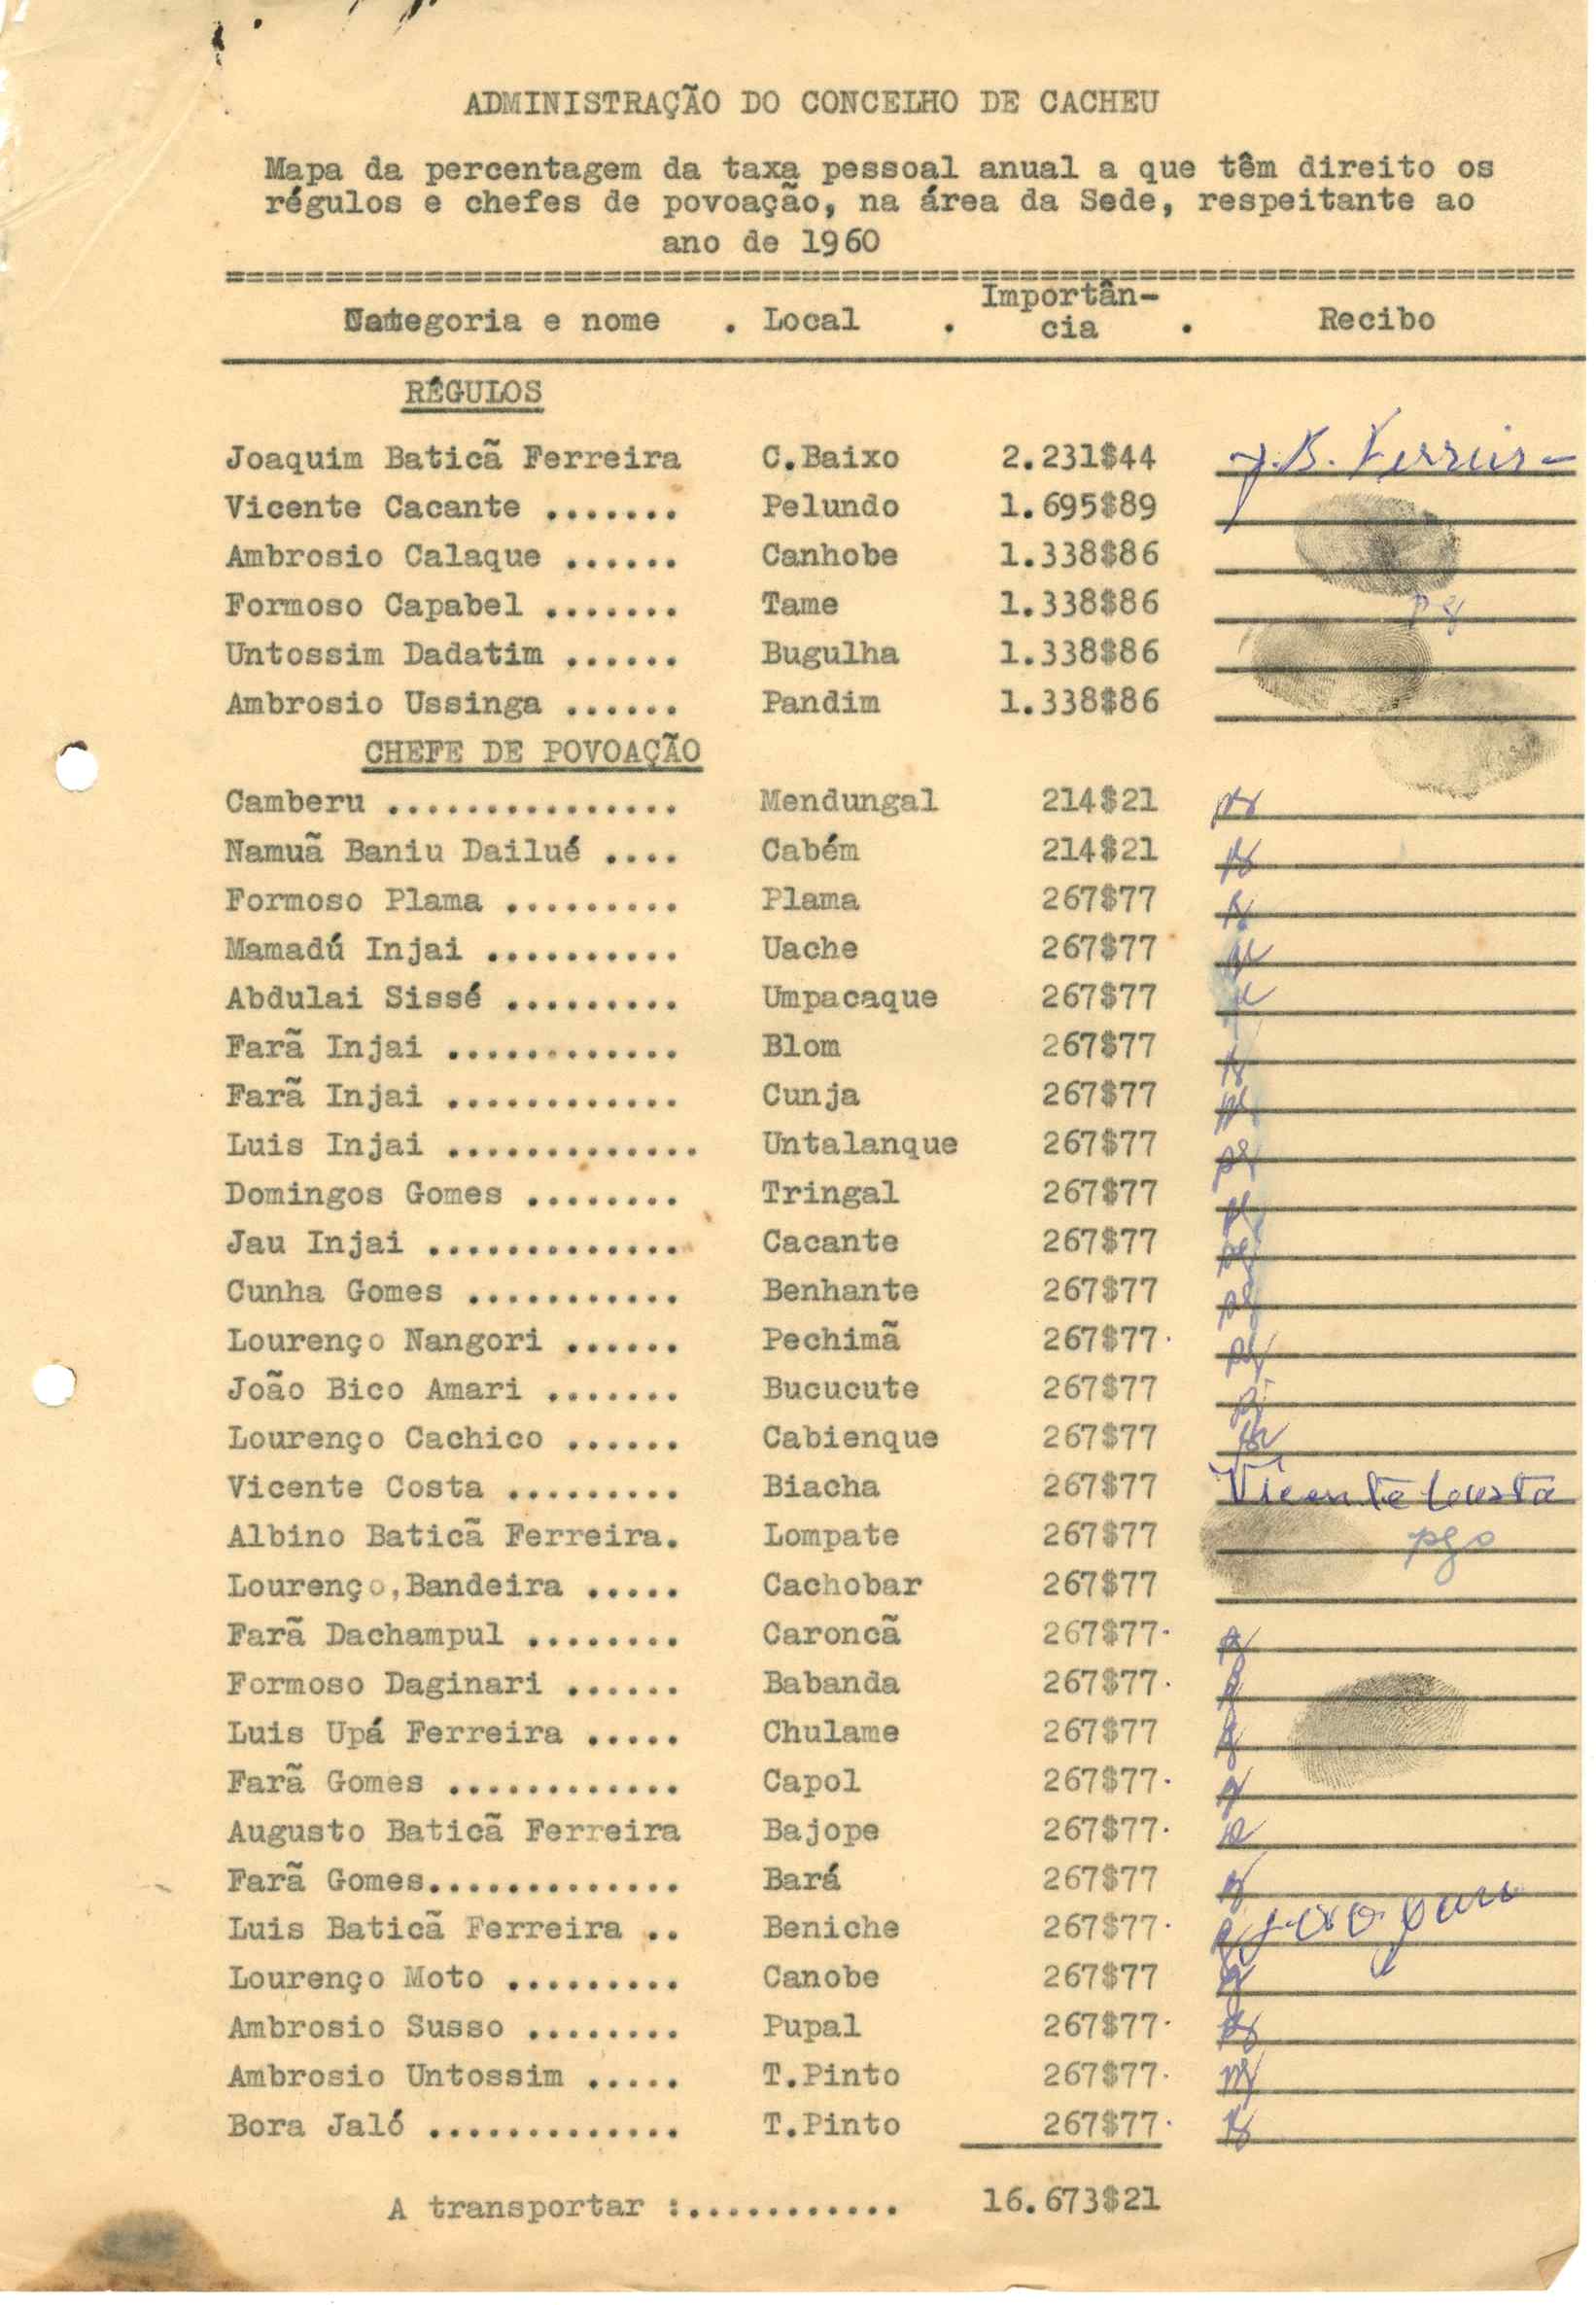 ADMINISTRAÇÃO DO CONCELHO DE CACHEU
Mapa da percentagem da taxa pessoal anual a que têm direito os
régulos e chefes de povoação, na área da Sede, respeitante ao
ano de 1960
Categoria e nome . Local . Importân-cia . Recibo
RÉGULOS
Joaquim Baticã Ferreira C.Baixo 2.231$44 J.B. Ferreira
Vicente Cacante ....... Pelundo 1.695$89
Ambrosio Calaque ...... Canhobe 1.338$86
Formoso Capabel ....... Tame 1.338$86 pg
Untossim Dadatim ...... Bugulha 1.338$86
Ambrosio Ussinga ...... Pandim 1.338$86
CHEFE DE POVOAÇÃO
Camberu ............... Mendungal 214$21
Namuã Baniu Dailué .... Cabém 214$21
Formoso Plama ......... Plama 267$77
Mamadú Injai .......... Uache 267$77
Abdulai Sissé ......... Umpacaque 267$77
Farã Injai ............ Blom 267$77
Farã Injai ............ Cunja 267$77
Luis Injai ............. Untalanque 267$77 pg
Domingos Gomes ........ Tringal 267$77
Jau Injai ............. Cacante 267$77 pg
Cunha Gomes ........... Benhante 267$77 pg
Lourenço Nangori ...... Pechimã 267$77
João Bico Amari ....... Bucucute 267$77
Lourenço Cachico ...... Cabienque 267$77
Vicente Costa ......... Biacha 267$77 Vicente Costa
Albino Baticã Ferreira. Lompate 267$77 pgo
Lourenço,Bandeira ..... Cachobar 267$77
Farã Dachampul ........ Caroncã 267$77
Formoso Daginari ...... Babanda 267$77
Luis Upá Ferreira ..... Chulame 267$77
Farã Gomes ............ Capol 267$77
Augusto Baticã Ferreira Bajope 267$77
Farã Gomes............. Bará 267$77
Luis Baticã Ferreira .. Beniche 267$77
Lourenço Moto ......... Canobe 267$77
Ambrosio Susso ........ Pupal 267$77
Ambrosio Untossim ..... T.Pinto 267$77
Bora Jaló ............. T.Pinto 267$77
A transportar :........... 16.673$21